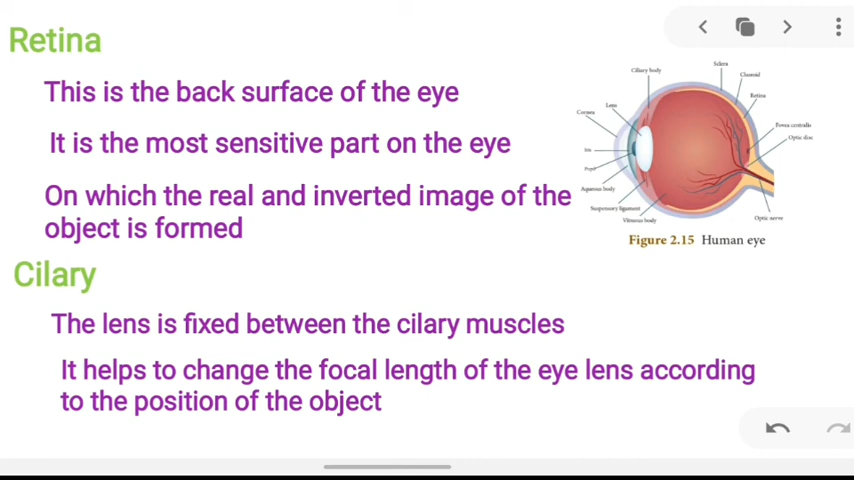 Retina
This is the back surface of the eye
It is the most sensitive part on the eye
On which the real and inverted image of the
object is formed
Cilary
The lens is fixed between the cilary muscles
It helps to change the focal length of the eye lens according
to the position of the object
Sclera
Ciliary body
Choroid
Retina
Lens
Cornea
Fovea centralis
Optic disc
Iris
Pupil
Aqueous body
Suspensory ligament
Vitreous body
Optic nerve
Figure 2.15 Human eye